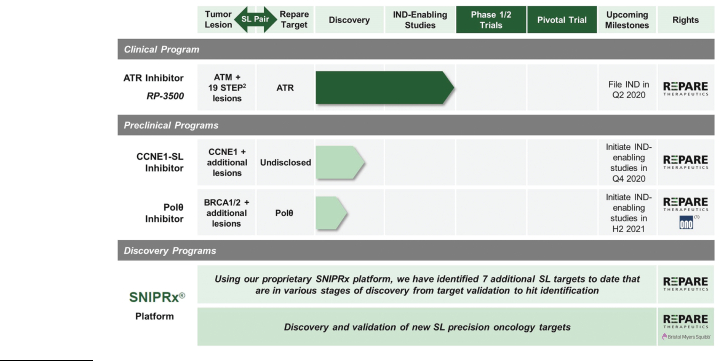 Tumor Lesion SL Pair Repare Target Discovery IND-Enabling Studies Phase 1/2 Trials Pivotal Trial Upcoming Milestones Rights
Clinical Program
ATR Inhibitor
RP-3500
ATM +
19 STEP²
lesions
ATR
File IND in
Q2 2020
REPARE
THERAPEUTICS
Preclinical Programs
CCNE1-SL
Inhibitor
CCNE1 +
additional
lesions
Undisclosed
Initiate IND-
enabling
studies in
Q4 2020
REPARE
THERAPEUTICS
Polθ
Inhibitor
BRCA1/2 +
additional
lesions
Polθ
Initiate IND-
enabling
studies in
H2 2021
REPARE
THERAPEUTICS
(1)
Discovery Programs
SNIPRx®
Platform
Using our proprietary SNIPRx platform, we have identified 7 additional SL targets to date that
are in various stages of discovery from target validation to hit identification
REPARE
THERAPEUTICS
Discovery and validation of new SL precision oncology targets
REPARE
THERAPEUTICS
Bristol Myers Squibb